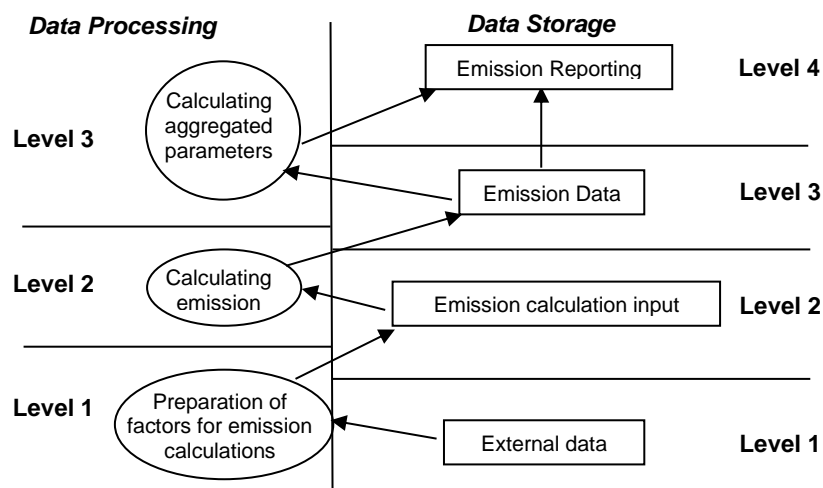 Data Processing
Data Storage
Emission Reporting
Level 4
Calculating
aggregated
parameters
Level 3
Emission Data
Level 3
Calculating
emission
Level 2
Emission calculation input
Level 2
Preparation of
factors for emission
calculations
Level 1
External data
Level 1